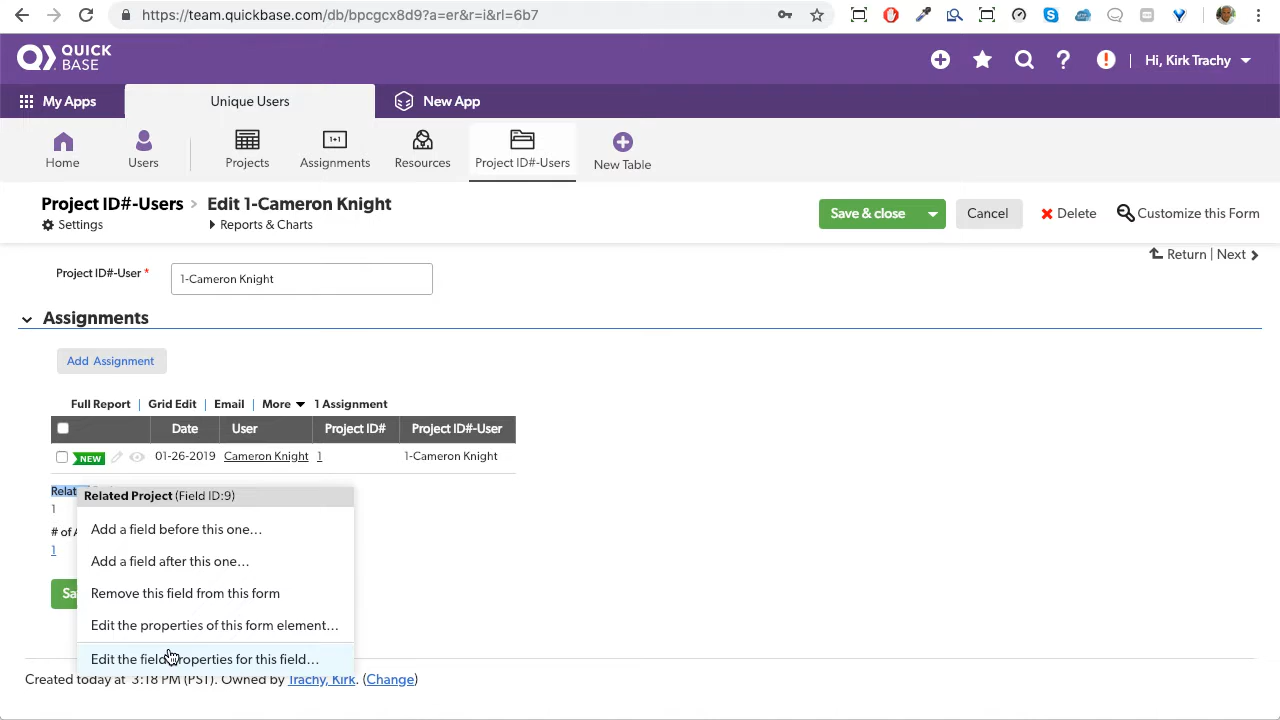 https://team.quickbase.com/db/bpcgcx8d9?a=er&r=i&rl=6b7
QUICK BASE
Hi, Kirk Trachy
My Apps
Unique Users
New App
Home
Users
Projects
Assignments
Resources
Project ID#-Users
New Table
Project ID#-Users > Edit 1-Cameron Knight
Settings
Reports & Charts
Save & close
Cancel
Delete
Customize this Form
Return | Next
Project ID#-User *
1-Cameron Knight
Assignments
Add Assignment
Full Report | Grid Edit | Email | More 1 Assignment
Date User Project ID# Project ID#-User
NEW 01-26-2019 Cameron Knight 1 1-Cameron Knight
Related Project (Field ID:9)
1
Add a field before this one...
# of
1
Add a field after this one...
Remove this field from this form
Edit the properties of this form element...
Edit the field properties for this field...
Created today at 3:18 PM (PST). Owned by Trachy, Kirk. (Change)